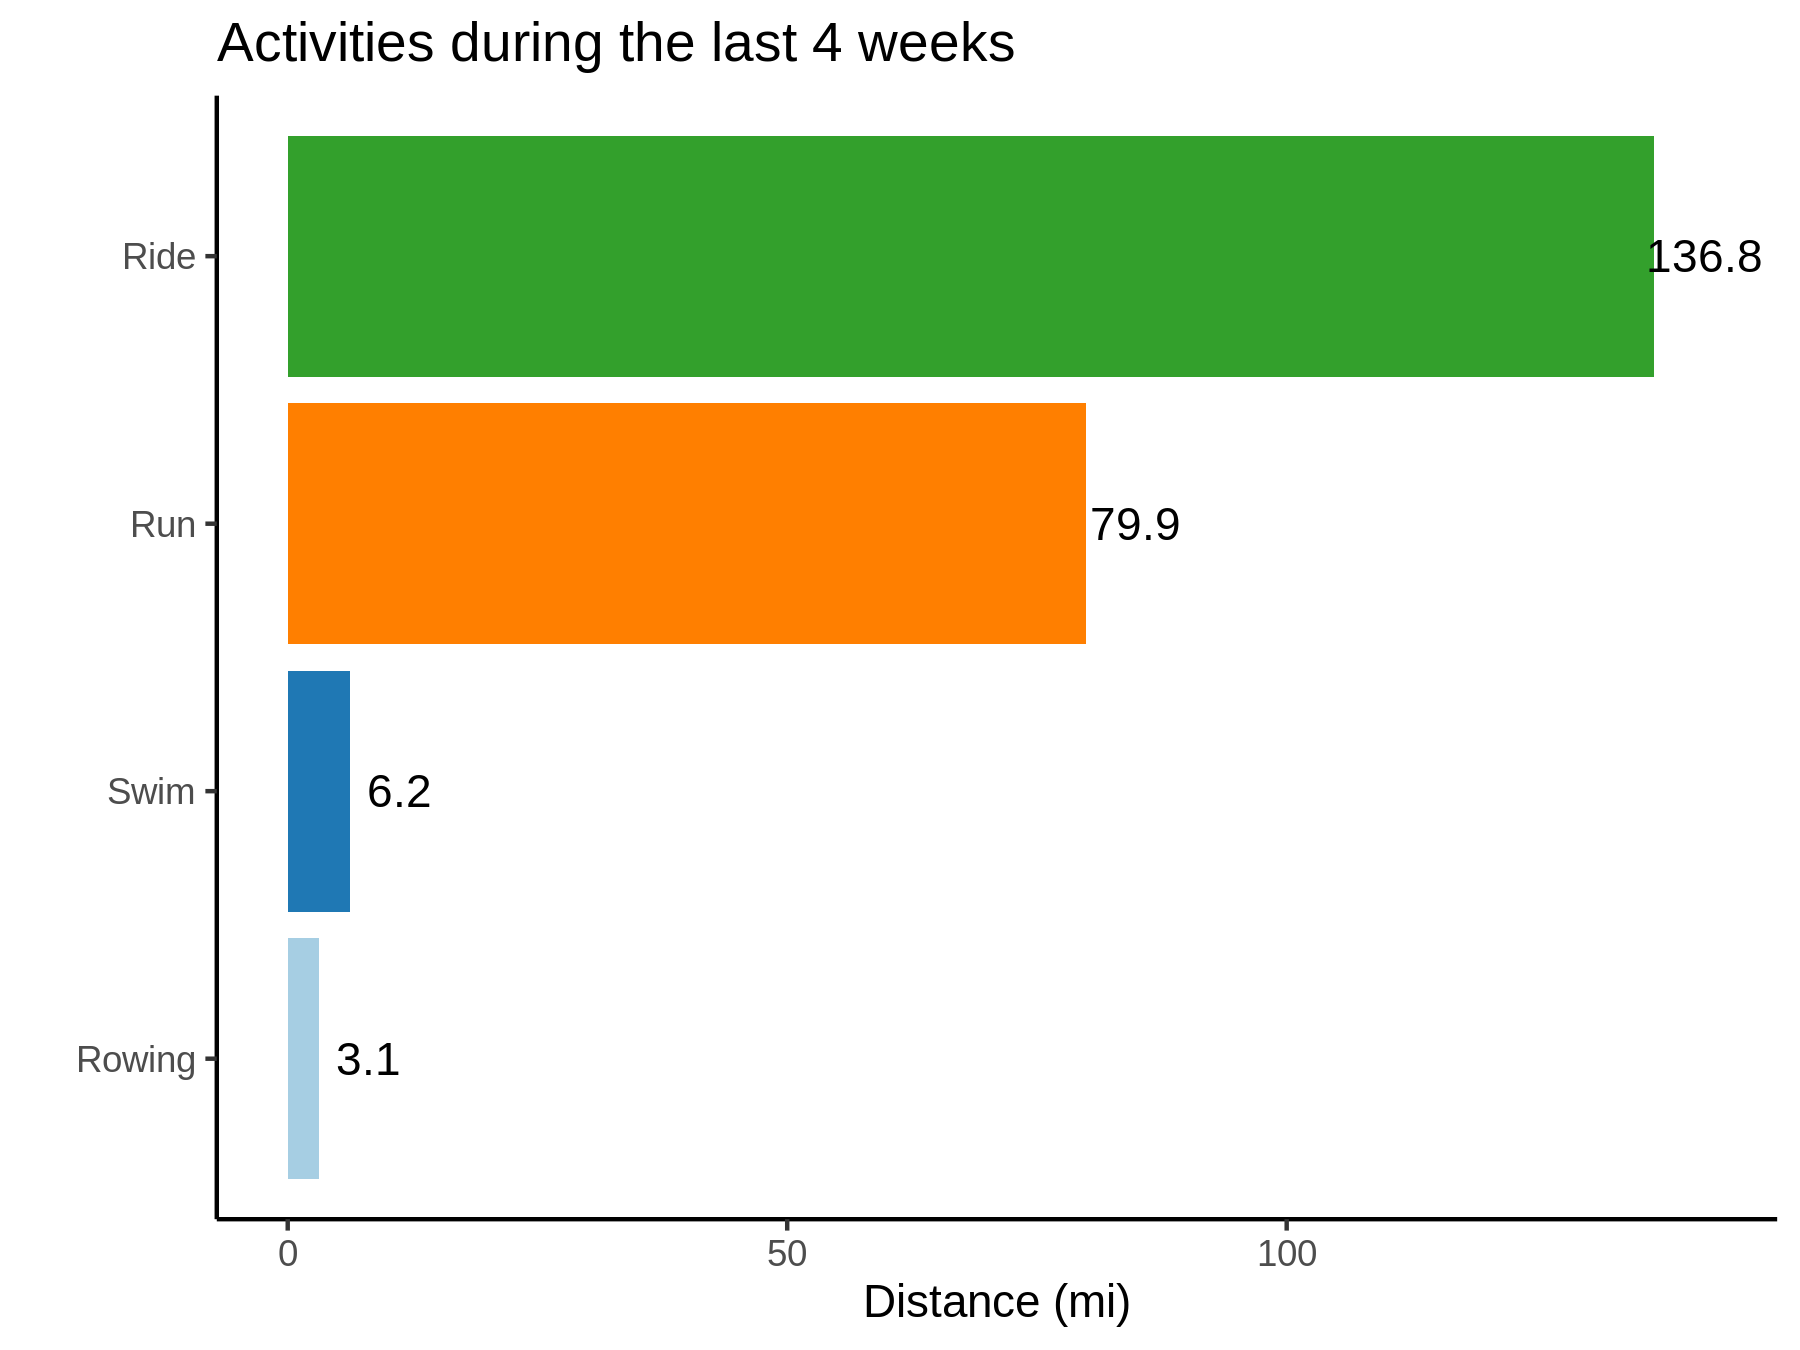 Activities during the last 4 weeks
Ride
136.8
Run
79.9
Swim
6.2
Rowing
3.1
0 50 100
Distance (mi)